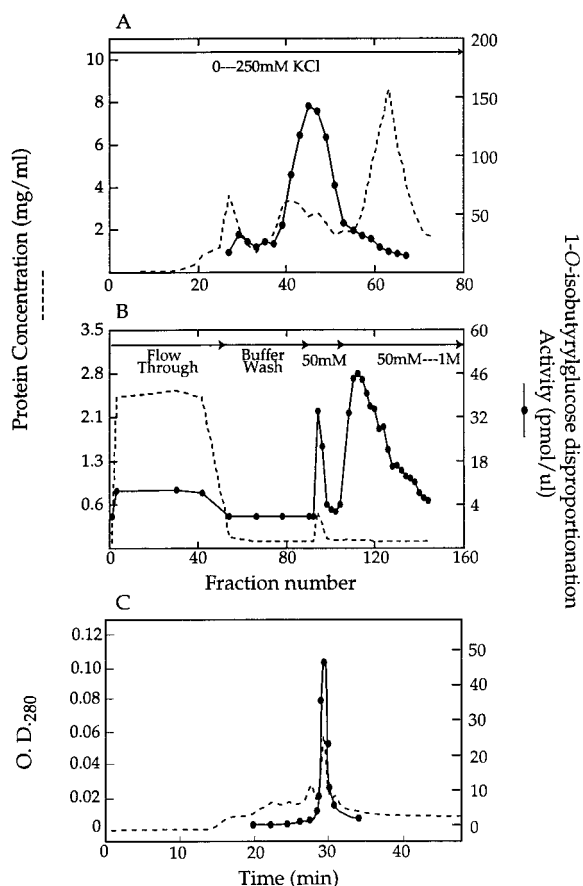 A
10
8
6
4
2
200
150
100
50
0---250mM KCl
0 20 40 60 80
Protein Concentration (mg/ml)
1-O-isobutyrylglucose disproportionation
Activity (pmol/ul)
B
3.5
2.8
2.1
1.3
0.6
60
46
32
18
4
Flow
Through
Buffer
Wash
50mM
50mM---1M
0 40 80 120 160
Fraction number
C
0.12
0.10
0.08
0.06
0.04
0.02
0
50
40
30
20
10
0
O. D.280
0 10 20 30 40
Time (min)